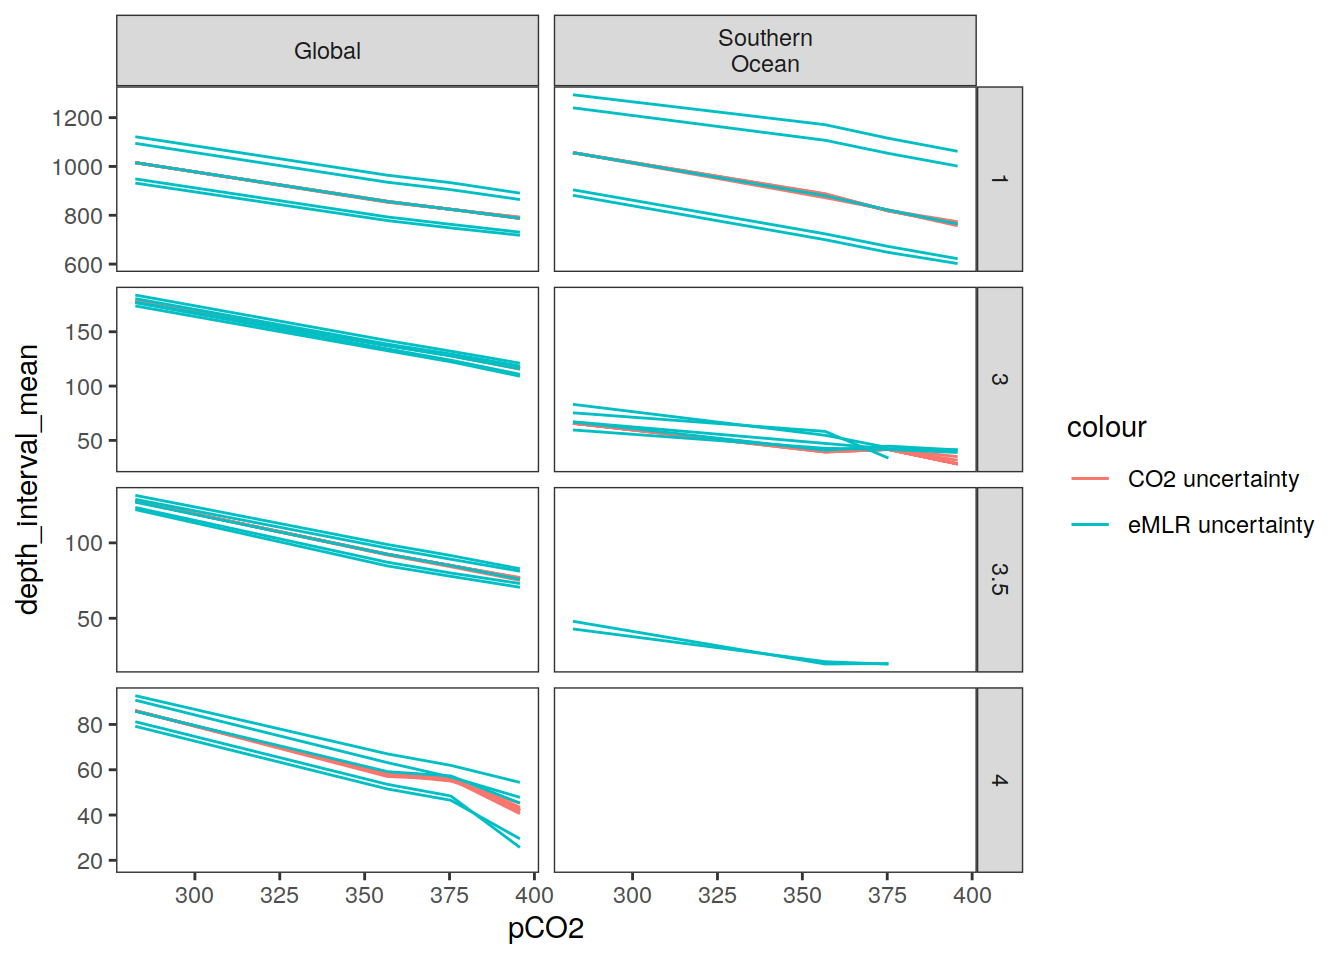 Global
Southern
Ocean
1200
1000
800
600
1
150
100
50
3
100
50
3.5
80
60
40
20
4
300 325 350 375 400 300 325 350 375 400
pCO2
depth_interval_mean
colour
CO2 uncertainty
eMLR uncertainty